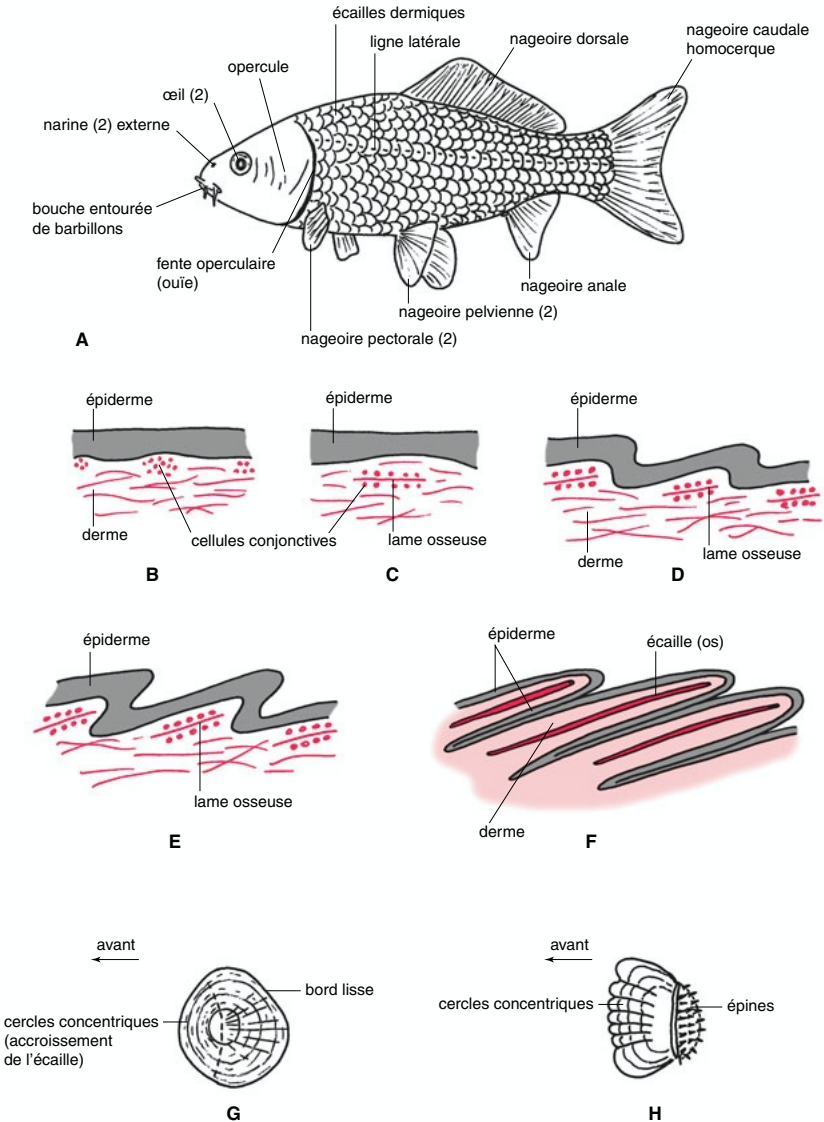 écailles dermiques
ligne latérale
nageoire dorsale
nageoire caudale
homocerque
opercule
œil (2)
narine (2) externe
bouche entourée
de barbillons
fente operculaire
(ouïe)
nageoire anale
nageoire pelvienne (2)
nageoire pectorale (2)
A
épiderme
derme
cellules conjonctives
B
épiderme
lame osseuse
C
épiderme
derme
lame osseuse
D
épiderme
lame osseuse
E
épiderme
écaille (os)
derme
F
avant
bord lisse
cercles concentriques
(accroissement
de l'écaille)
G
avant
cercles concentriques
épines
H